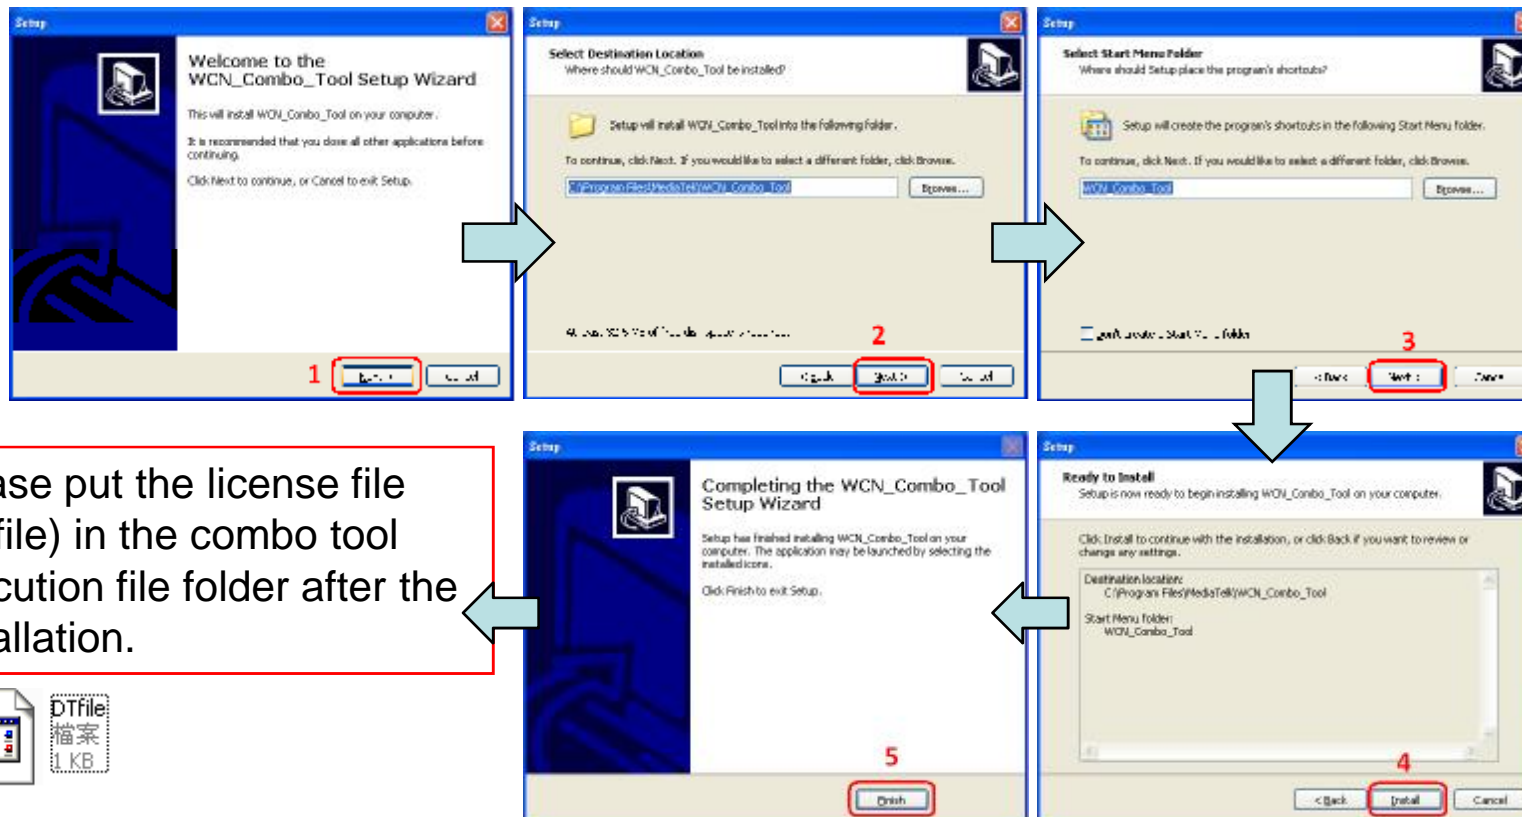 Setup
Welcome to the
WCN_Combo_Tool Setup Wizard
This will install WCN_Combo_Tool on your computer.
It is recommended that you close all other applications before
continuing.
Click Next to continue, or Cancel to exit Setup.
1
Setup
Select Destination Location
Where should WCN_Combo_Tool be installed?
Setup will install WCN_Combo_Tool into the following folder.
To continue, click Next. If you would like to select a different folder, click Browse.
C:\Program Files\MediaTek\WCN_Combo_Tool
Browse...
2
< Back
Next >
Setup
Select Start Menu Folder
Where should Setup place the program's shortcuts?
Setup will create the program's shortcuts in the following Start Menu folder.
To continue, click Next. If you would like to select a different folder, click Browse.
WCN_Combo_Tool
Browse...
Don't create a Start Menu folder
3
< Back
Next >
Cancel
Setup
Ready to Install
Setup is now ready to begin installing WCN_Combo_Tool on your computer.
Click Install to continue with the installation, or click Back if you want to review or
change any settings.
Destination location:
C:\Program Files\MediaTek\WCN_Combo_Tool
Start Menu folder:
WCN_Combo_Tool
4
< Back
Install
Cancel
Setup
Completing the WCN_Combo_Tool
Setup Wizard
Setup has finished installing WCN_Combo_Tool on your
computer. The application may be launched by selecting the
installed icons.
Click Finish to exit Setup.
5
Finish
ase put the license file
file) in the combo tool
cution file folder after the
allation.
DTfile
檔案
1 KB